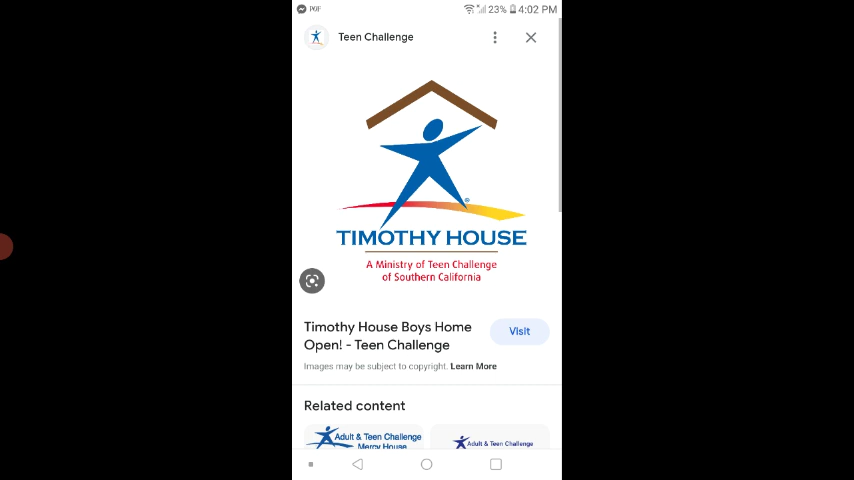 23% 4:02 PM
Teen Challenge
®
TIMOTHY HOUSE
A Ministry of Teen Challenge
of Southern California
Timothy House Boys Home
Open! - Teen Challenge
Visit
Images may be subject to copyright. Learn More
Related content
Adult & Teen Challenge
Mercy House
Adult & Teen Challenge